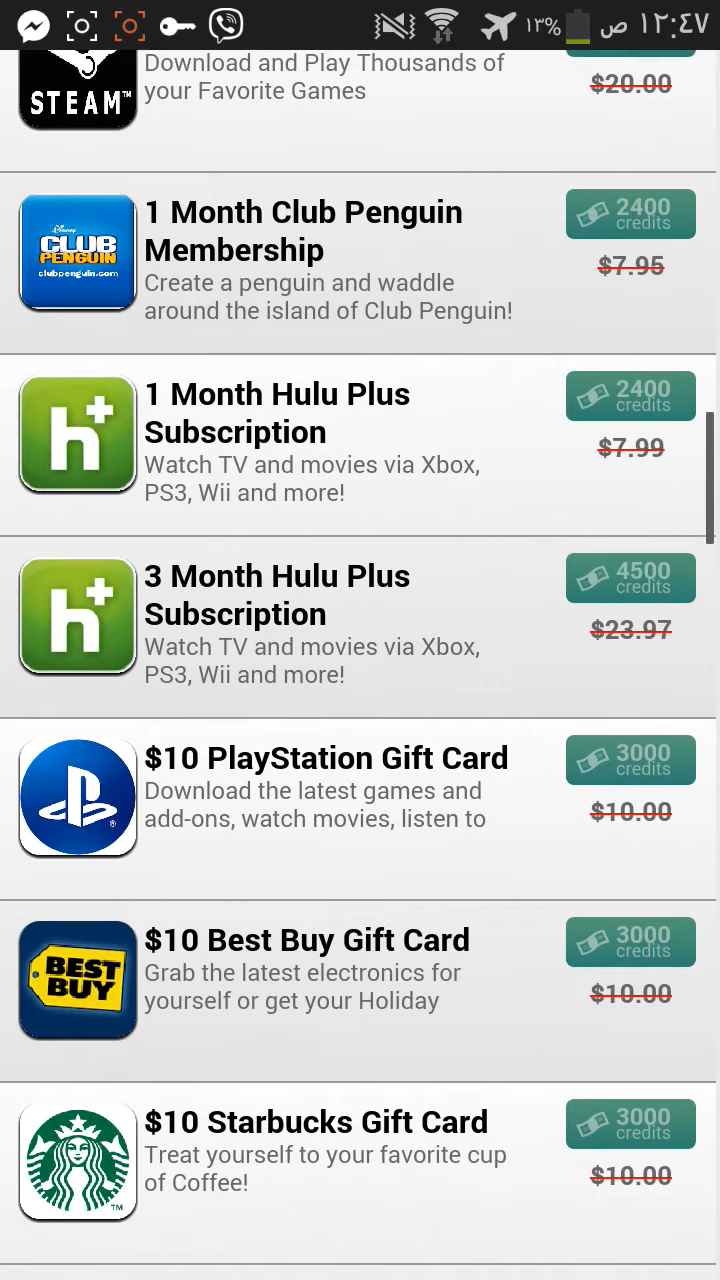 ١٣% ص ١٢:٤٧
STEAM™
Download and Play Thousands of
your Favorite Games
$20.00
Disney
CLUB
PENGUIN
clubpenguin.com
1 Month Club Penguin
Membership
Create a penguin and waddle
around the island of Club Penguin!
2400
credits
$7.95
h+
1 Month Hulu Plus
Subscription
Watch TV and movies via Xbox,
PS3, Wii and more!
2400
credits
$7.99
h+
3 Month Hulu Plus
Subscription
Watch TV and movies via Xbox,
PS3, Wii and more!
4500
credits
$23.97
®
$10 PlayStation Gift Card
Download the latest games and
add-ons, watch movies, listen to
3000
credits
$10.00
BEST
BUY
$10 Best Buy Gift Card
Grab the latest electronics for
yourself or get your Holiday
3000
credits
$10.00
TM
$10 Starbucks Gift Card
Treat yourself to your favorite cup
of Coffee!
3000
credits
$10.00